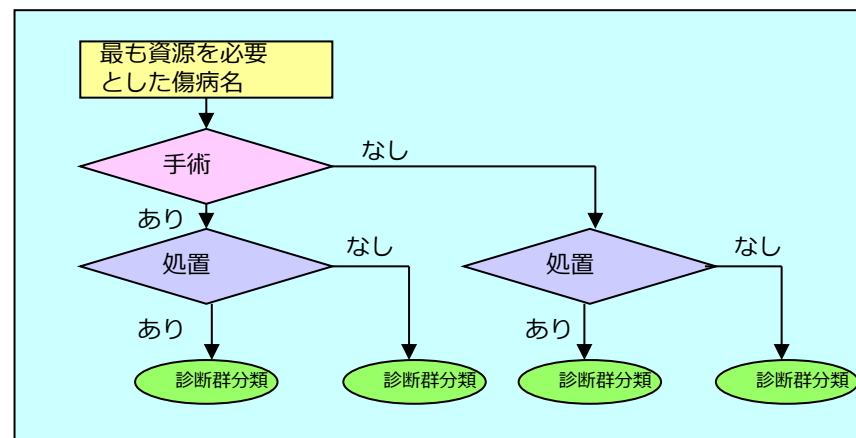 最も資源を必要
とした傷病名
手術
なし
あり
処置
なし
処置
なし
あり
あり
診断群分類
診断群分類
診断群分類
診断群分類